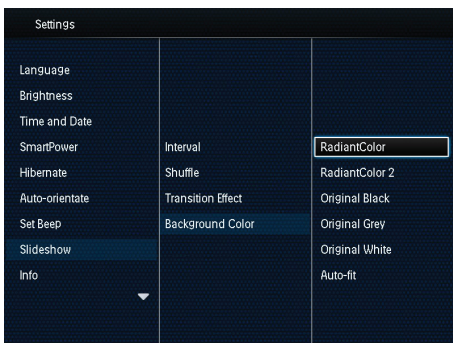 Settings
Language
Brightness
Time and Date
SmartPower
Hibernate
Auto-orientate
Set Beep
Slideshow
Info
Interval
Shuffle
Transition Effect
Background Color
RadiantColor
RadiantColor 2
Original Black
Original Grey
Original White
Auto-fit